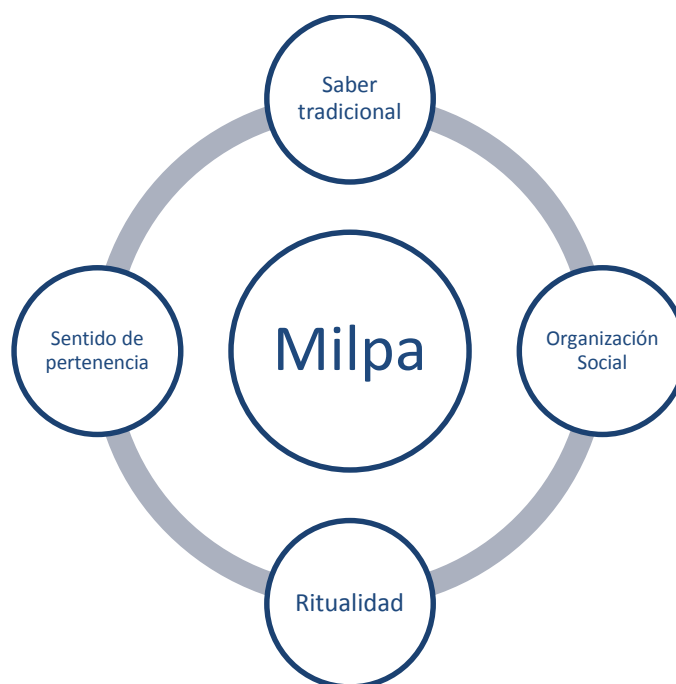 Saber
tradicional
Sentido de
pertenencia
Milpa
Organización
Social
Ritualidad